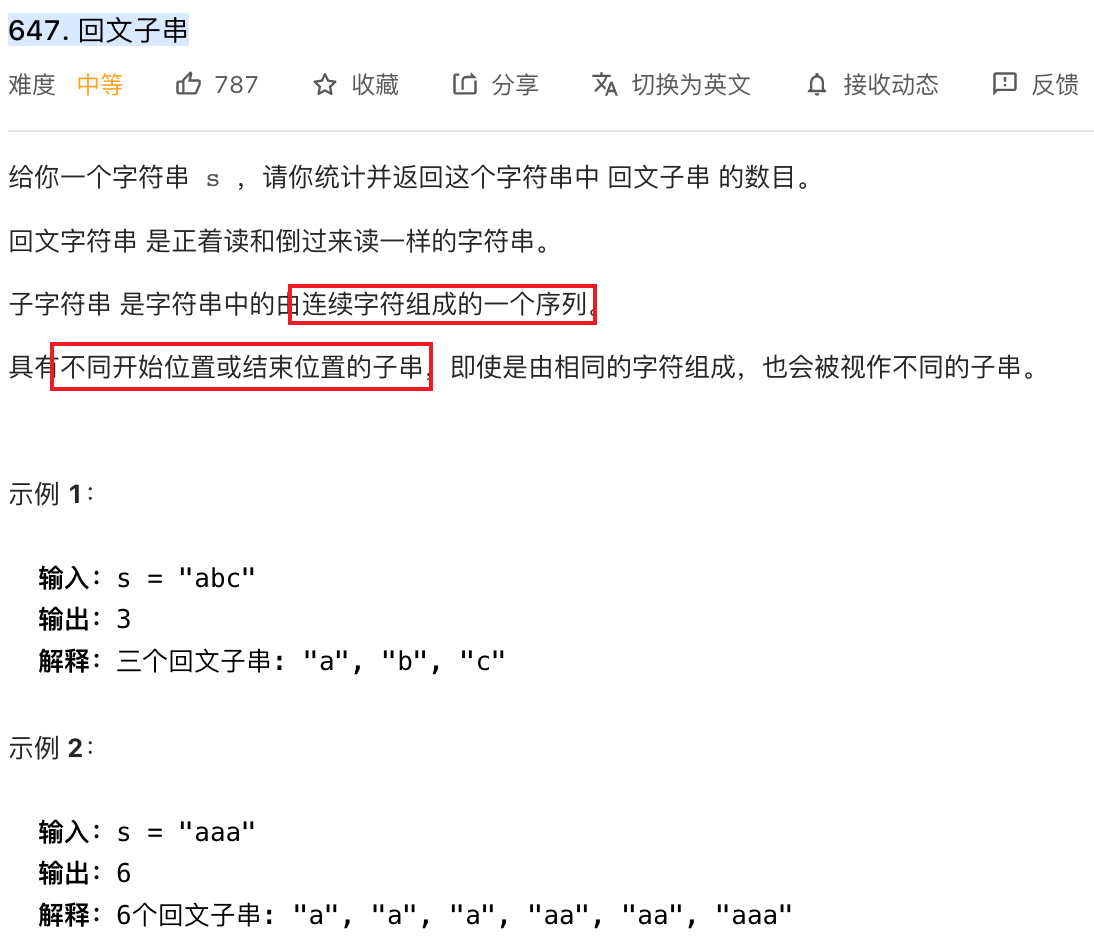 647. 回文子串
难度 中等 787 收藏 分享 切换为英文 接收动态 反馈
给你一个字符串 s ，请你统计并返回这个字符串中 回文子串 的数目。
回文字符串 是正着读和倒过来读一样的字符串。
子字符串 是字符串中的由连续字符组成的一个序列。
具有不同开始位置或结束位置的子串，即使是由相同的字符组成，也会被视作不同的子串。
示例 1：
输入：s = "abc"
输出：3
解释：三个回文子串: "a", "b", "c"
示例 2：
输入：s = "aaa"
输出：6
解释：6个回文子串: "a", "a", "a", "aa", "aa", "aaa"